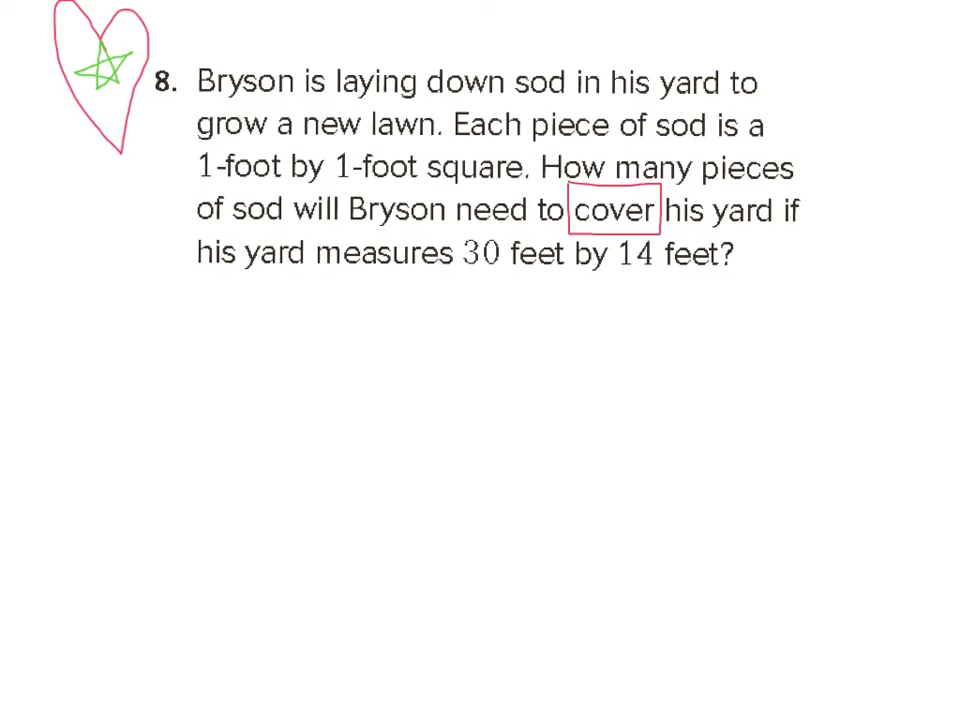 8. Bryson is laying down sod in his yard to
grow a new lawn. Each piece of sod is a
1-foot by 1-foot square. How many pieces
of sod will Bryson need to cover his yard if
his yard measures 30 feet by 14 feet?